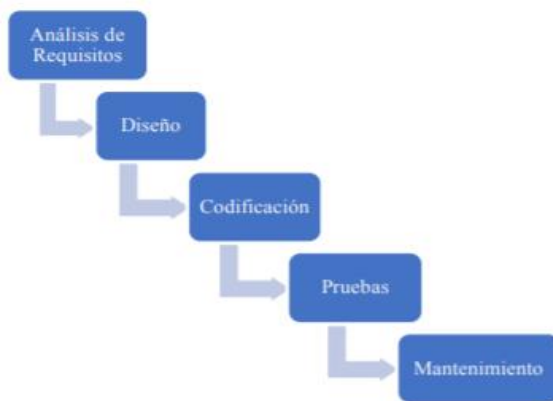 Análisis de
Requisitos
Diseño
Codificación
Pruebas
Mantenimiento